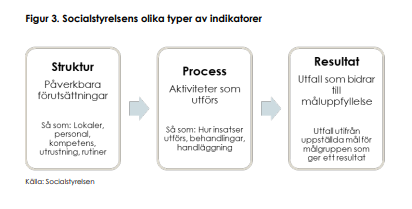 Figur 3. Socialstyrelsens olika typer av indikatorer
Struktur
Påverkbara
förutsättningar
Så som: Lokaler,
personal,
kompetens,
utrustning, rutiner
Process
Aktiviteter som
utförs
Så som: Hur insatser
utförs, behandlingar,
handläggning
Resultat
Utfall som bidrar
till
måluppfyllelse
Utfall utifrån
uppställda mål för
målgruppen som
ger ett resultat
Källa: Socialstyrelsen